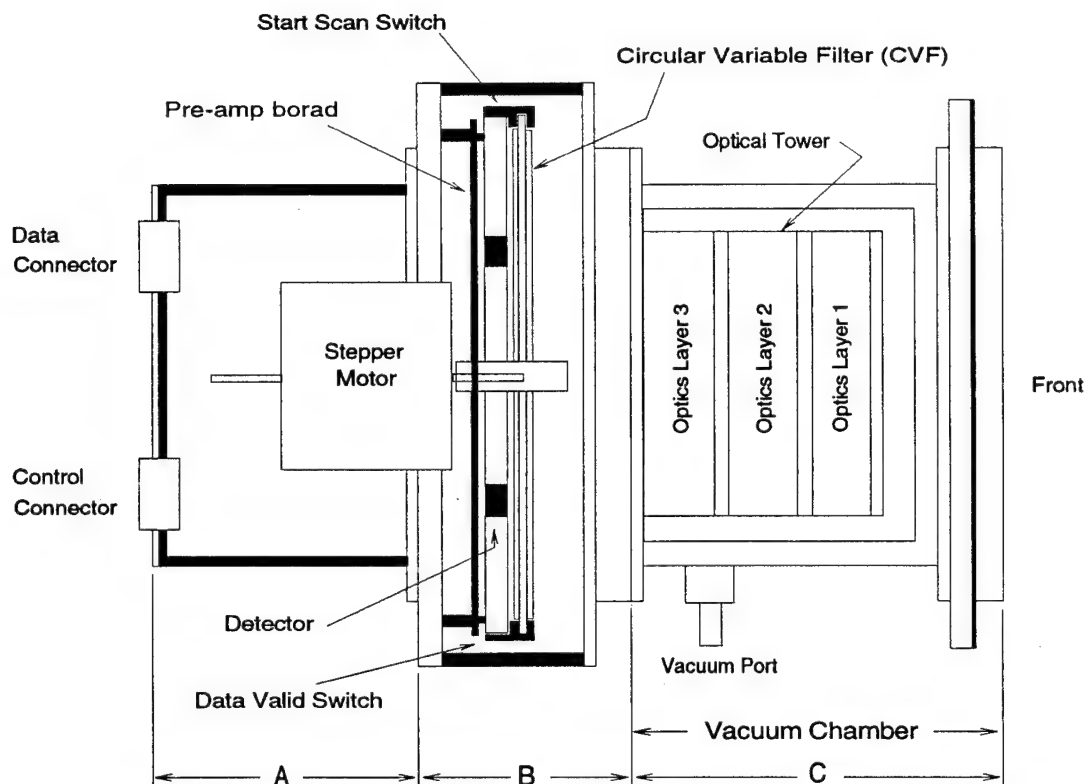 Start Scan Switch
Circular Variable Filter (CVF)
Pre-amp borad
Optical Tower
Data
Connector
Stepper
Motor
Optics Layer 3
Optics Layer 2
Optics Layer 1
Front
Control
Connector
Detector
Vacuum Port
Data Valid Switch
Vacuum Chamber
A
B
C